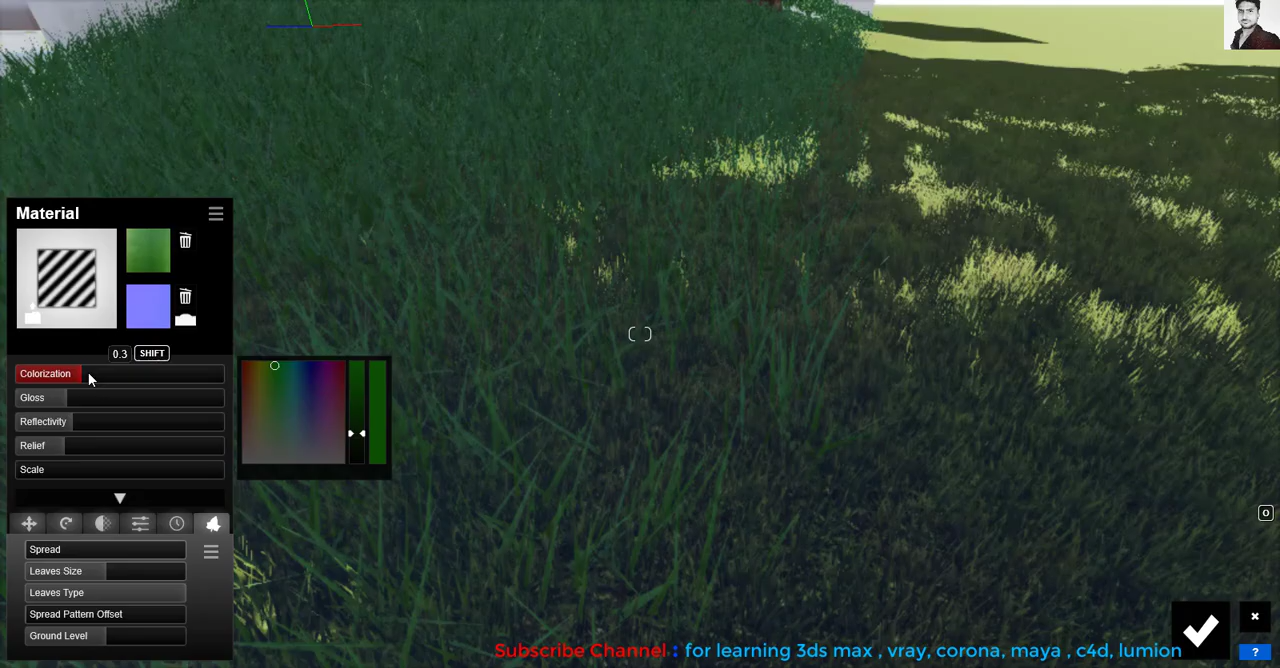 Material
0.3 SHIFT
Colorization
Gloss
Reflectivity
Relief
Scale
Spread
Leaves Size
Leaves Type
Spread Pattern Offset
Ground Level
O
?
Subscribe Channel : for learning 3ds max , vray, corona, maya , c4d, lumion